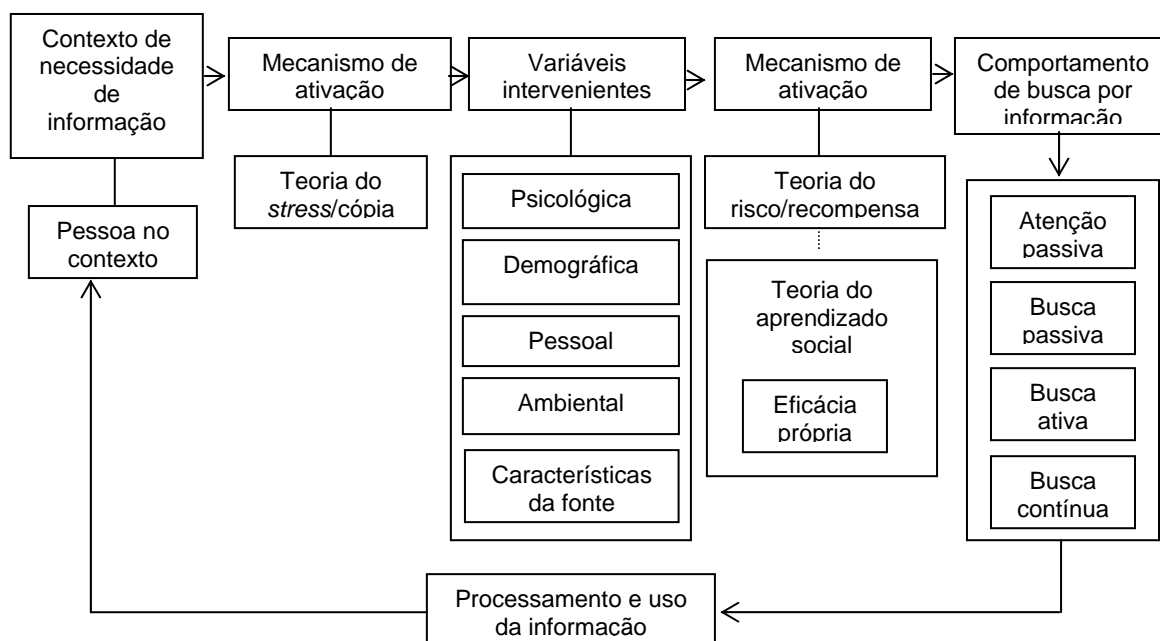 Contexto de
necessidade
de
informação
Mecanismo de
ativação
Variáveis
intervenientes
Mecanismo de
ativação
Comportamento
de busca por
informação
Pessoa no
contexto
Teoria do
stress/cópia
Psicológica
Demográfica
Pessoal
Ambiental
Características
da fonte
Teoria do
risco/recompensa
Teoria do
aprendizado
social
Eficácia
própria
Atenção
passiva
Busca
passiva
Busca
ativa
Busca
contínua
Processamento e uso
da informação